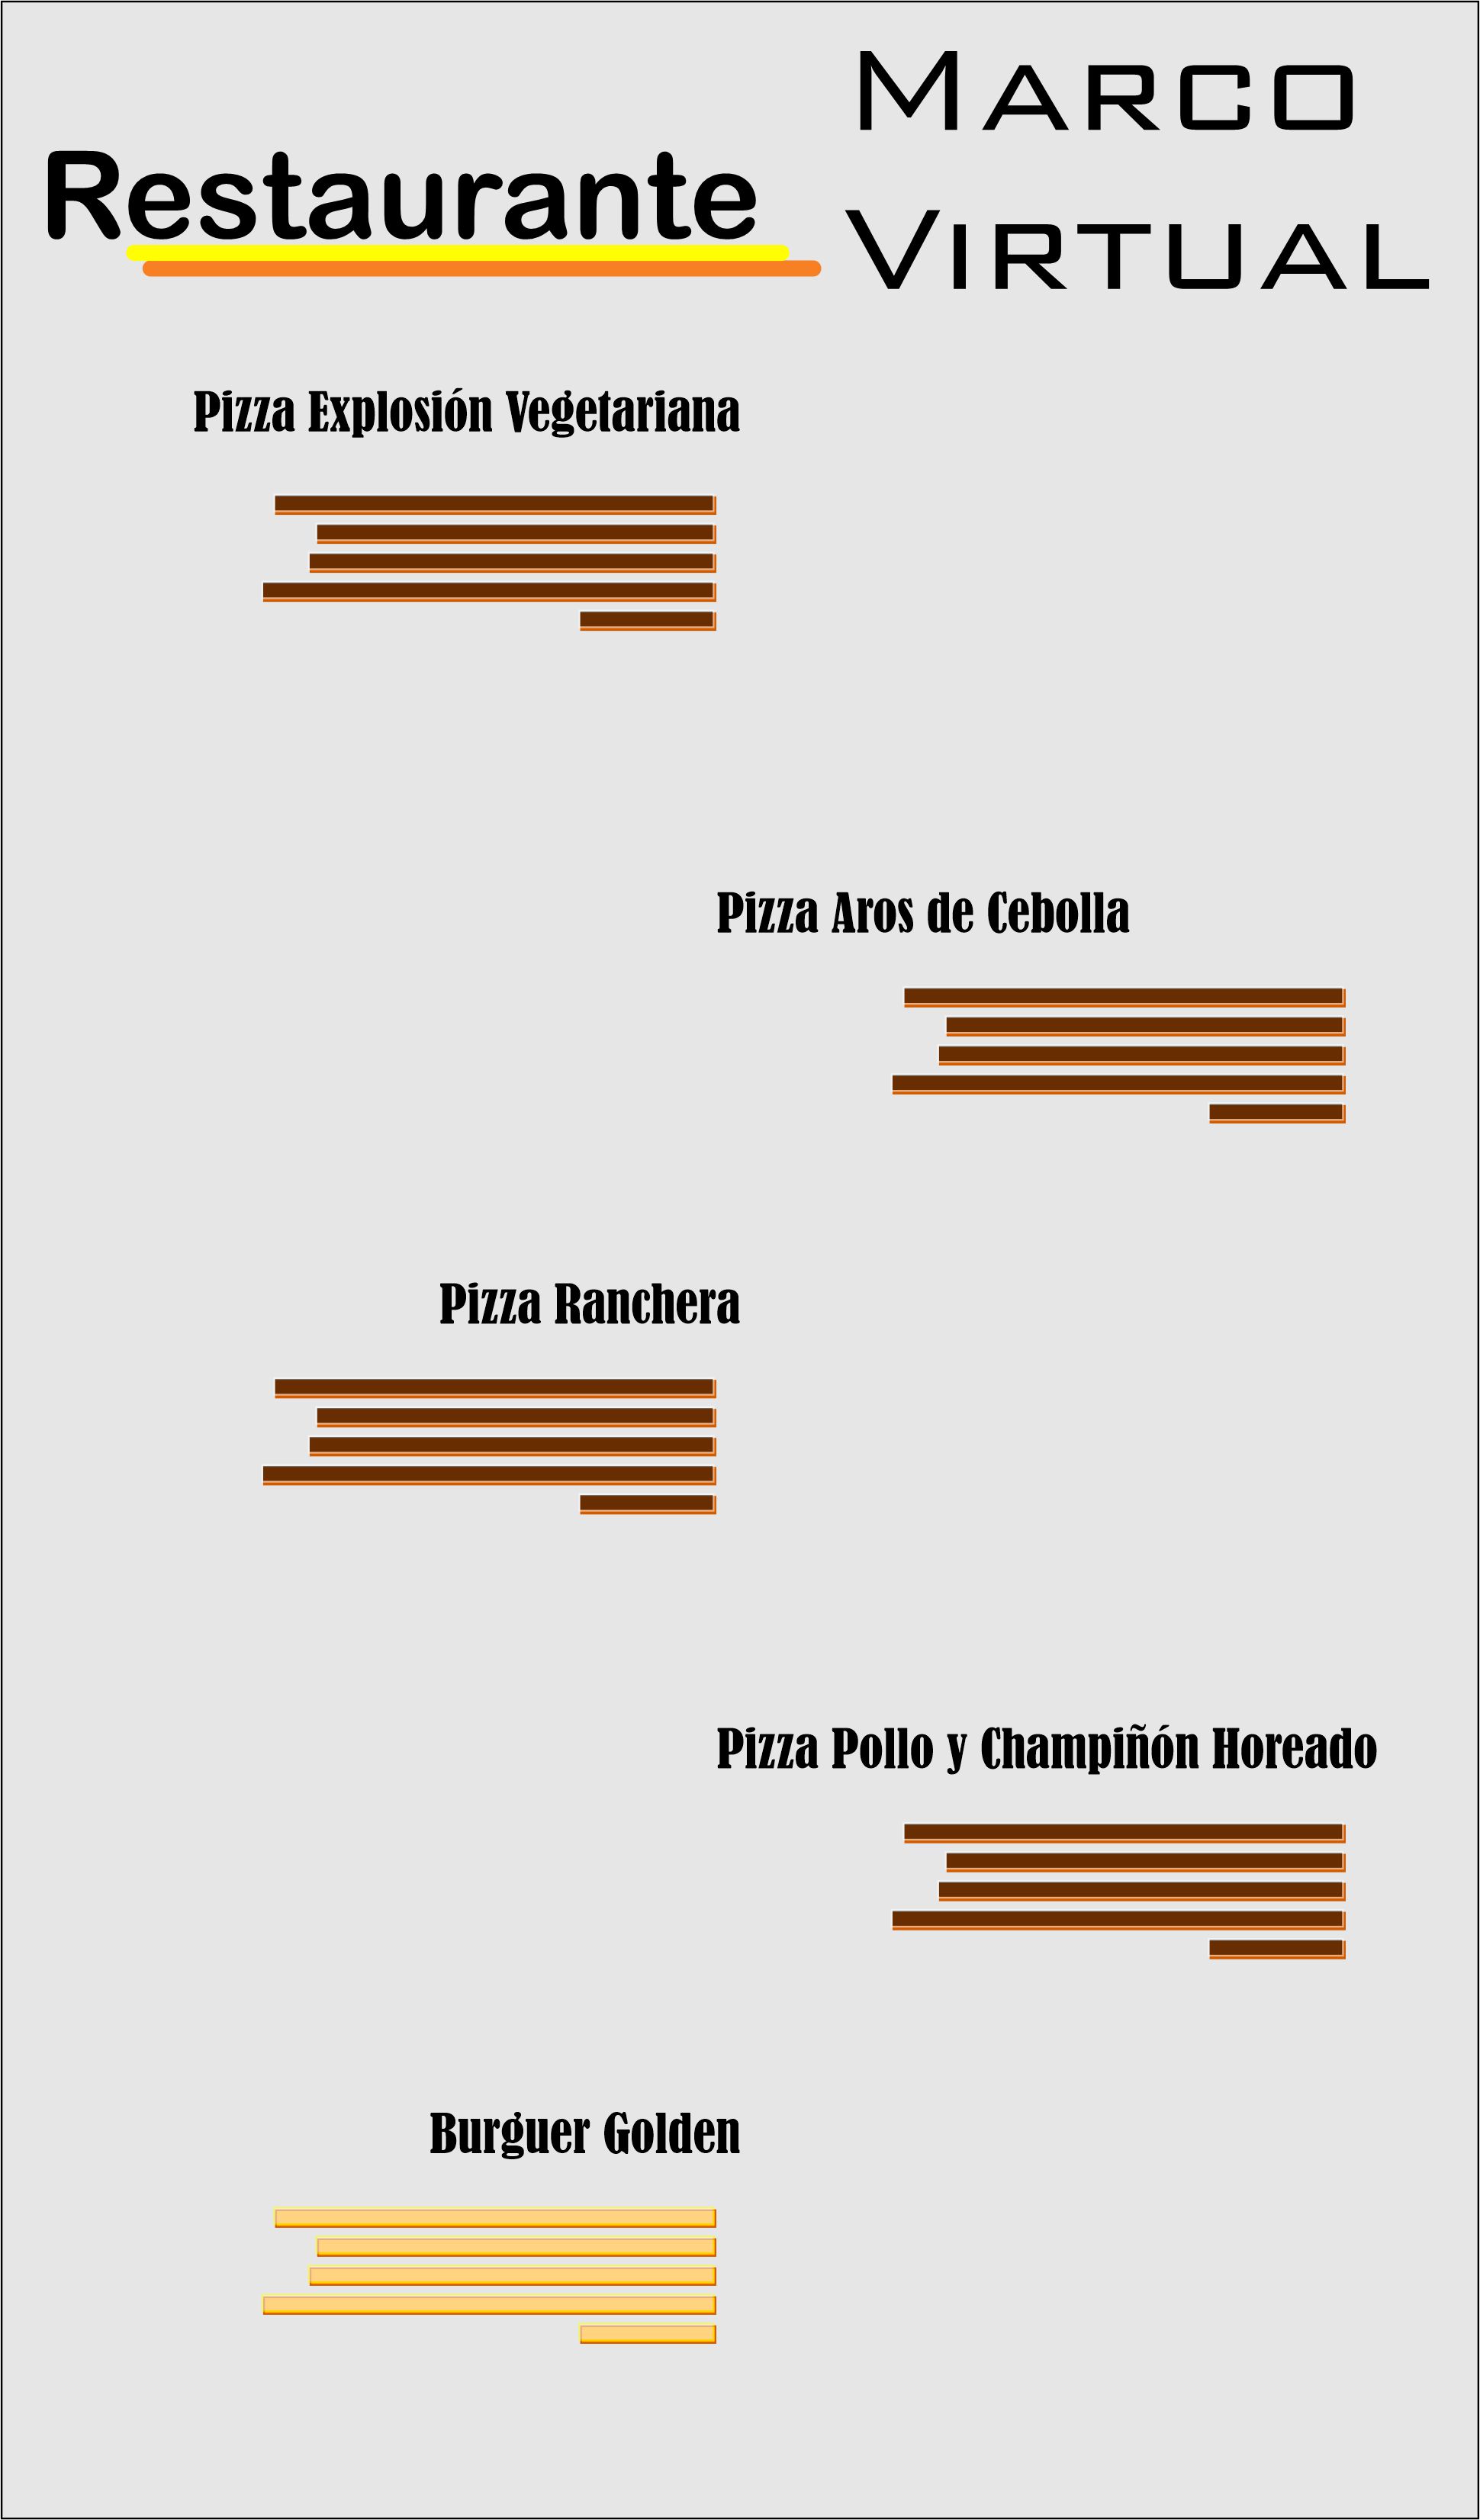 Restaurante
MARCO
VIRTUAL
Pizza Explosión Vegetariana
Pizza Aros de Cebolla
Pizza Ranchera
Pizza Pollo y Champiñón Horeado
Burguer Golden